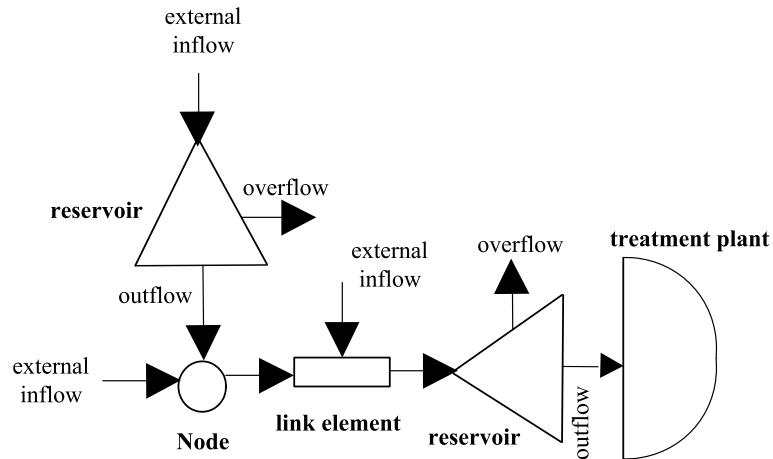 external
inflow
overflow
reservoir
outflow
external
inflow
Node
external
inflow
link element
overflow
reservoir
outflow
treatment plant